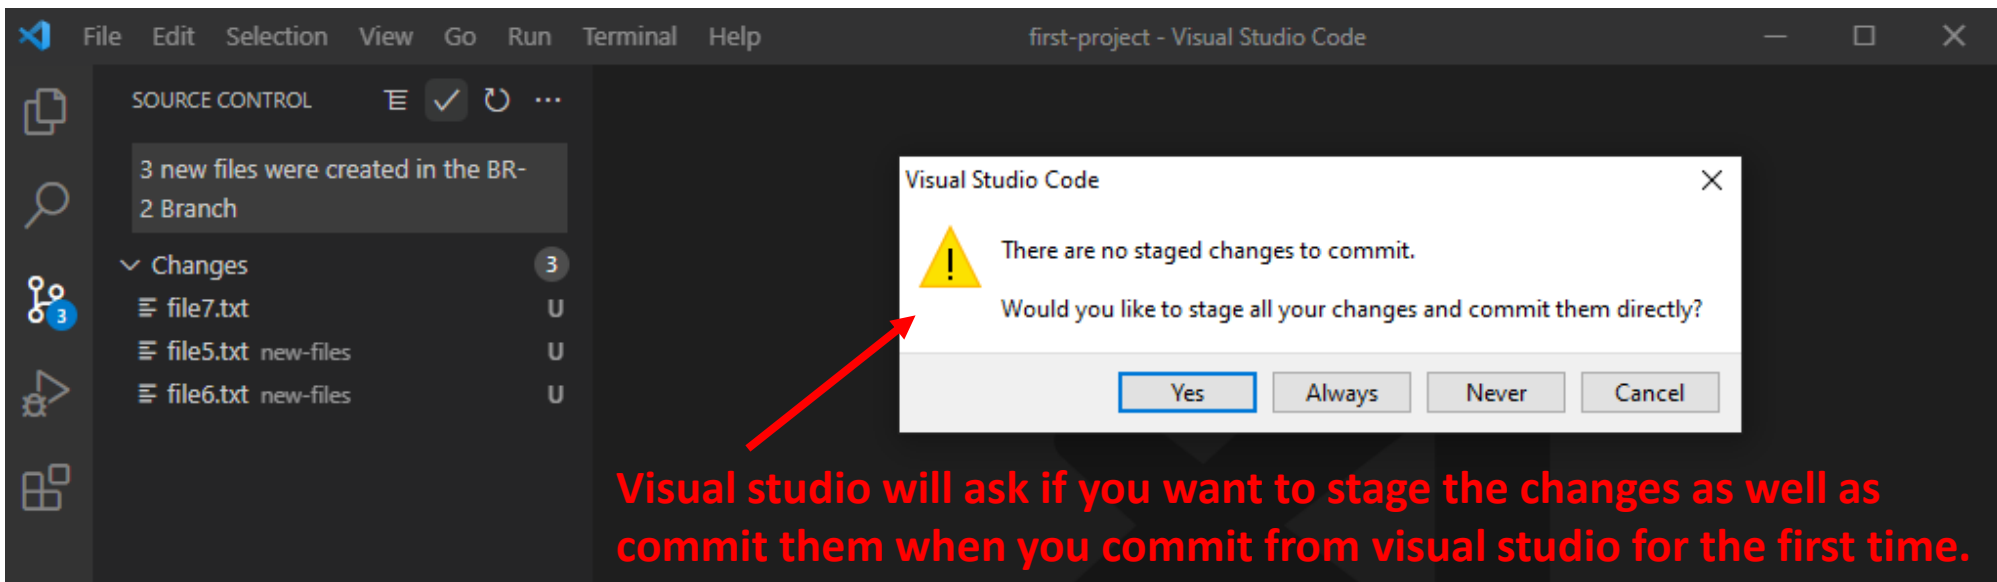 File Edit Selection View Go Run Terminal Help first-project - Visual Studio Code
SOURCE CONTROL
3 new files were created in the BR-
2 Branch
Changes 3
file7.txt U
file5.txt new-files U
file6.txt new-files U
3
Visual Studio Code
There are no staged changes to commit.
Would you like to stage all your changes and commit them directly?
Yes Always Never Cancel
Visual studio will ask if you want to stage the changes as well as
commit them when you commit from visual studio for the first time.